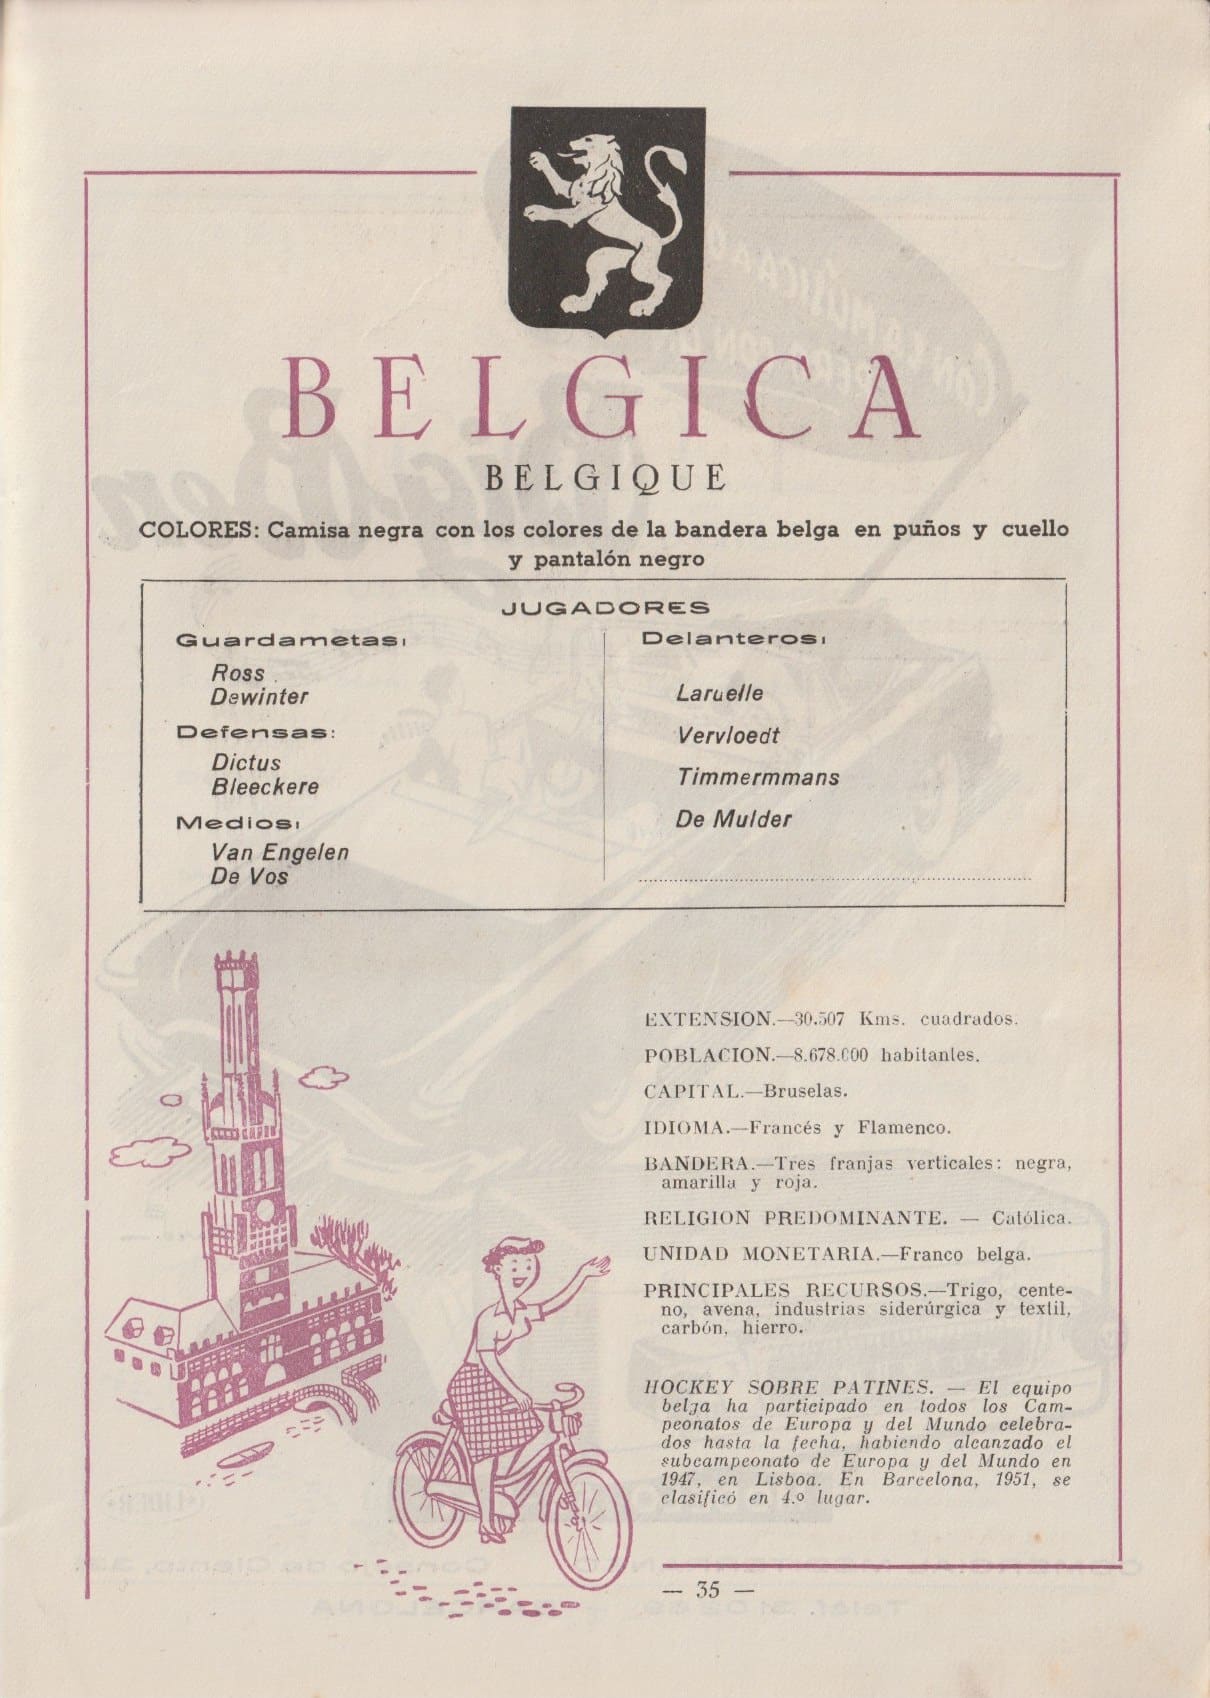 BELGICA
BELGIQUE
COLORES: Camisa negra con los colores de la bandera belga en puños y cuello
y pantalón negro
JUGADORES
Guardametas:
Ross
Dewinter
Defensas:
Dictus
Bleeckere
Medios:
Van Engelen
De Vos
Delanteros:
Laruelle
Vervloedt
Timmermmans
De Mulder
EXTENSION.—30.507 Kms. cuadrados.
POBLACION.—8.678.000 habitantes.
CAPITAL.—Bruselas.
IDIOMA.—Francés y Flamenco.
BANDERA.—Tres franjas verticales: negra,
amarilla y roja.
RELIGION PREDOMINANTE. — Católica.
UNIDAD MONETARIA.—Franco belga.
PRINCIPALES RECURSOS.—Trigo, cente-
no, avena, industrias siderúrgica y textil,
carbón, hierro.
HOCKEY SOBRE PATINES. — El equipo
belga ha participado en todos los Cam-
peonatos de Europa y del Mundo celebra-
dos hasta la fecha, habiendo alcanzado el
subcampeonato de Europa y del Mundo en
1947, en Lisboa. En Barcelona, 1951, se
clasificó en 4.º lugar.
— 35 —